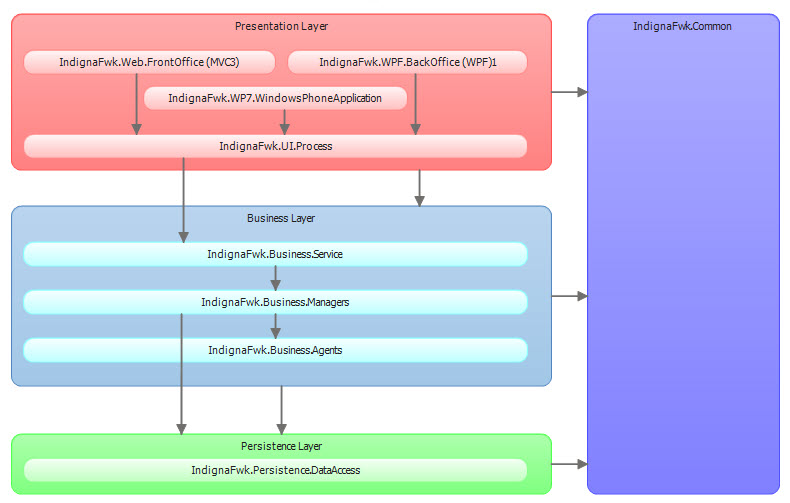 Presentation Layer
IndignaFwk.Common
IndignaFwk.Web.FrontOffice (MVC3)
IndignaFwk.WPF.BackOffice (WPF)1
IndignaFwk.WP7.WindowsPhoneApplication
IndignaFwk.UI.Process
Business Layer
IndignaFwk.Business.Service
IndignaFwk.Business.Managers
IndignaFwk.Business.Agents
Persistence Layer
IndignaFwk.Persistence.DataAccess